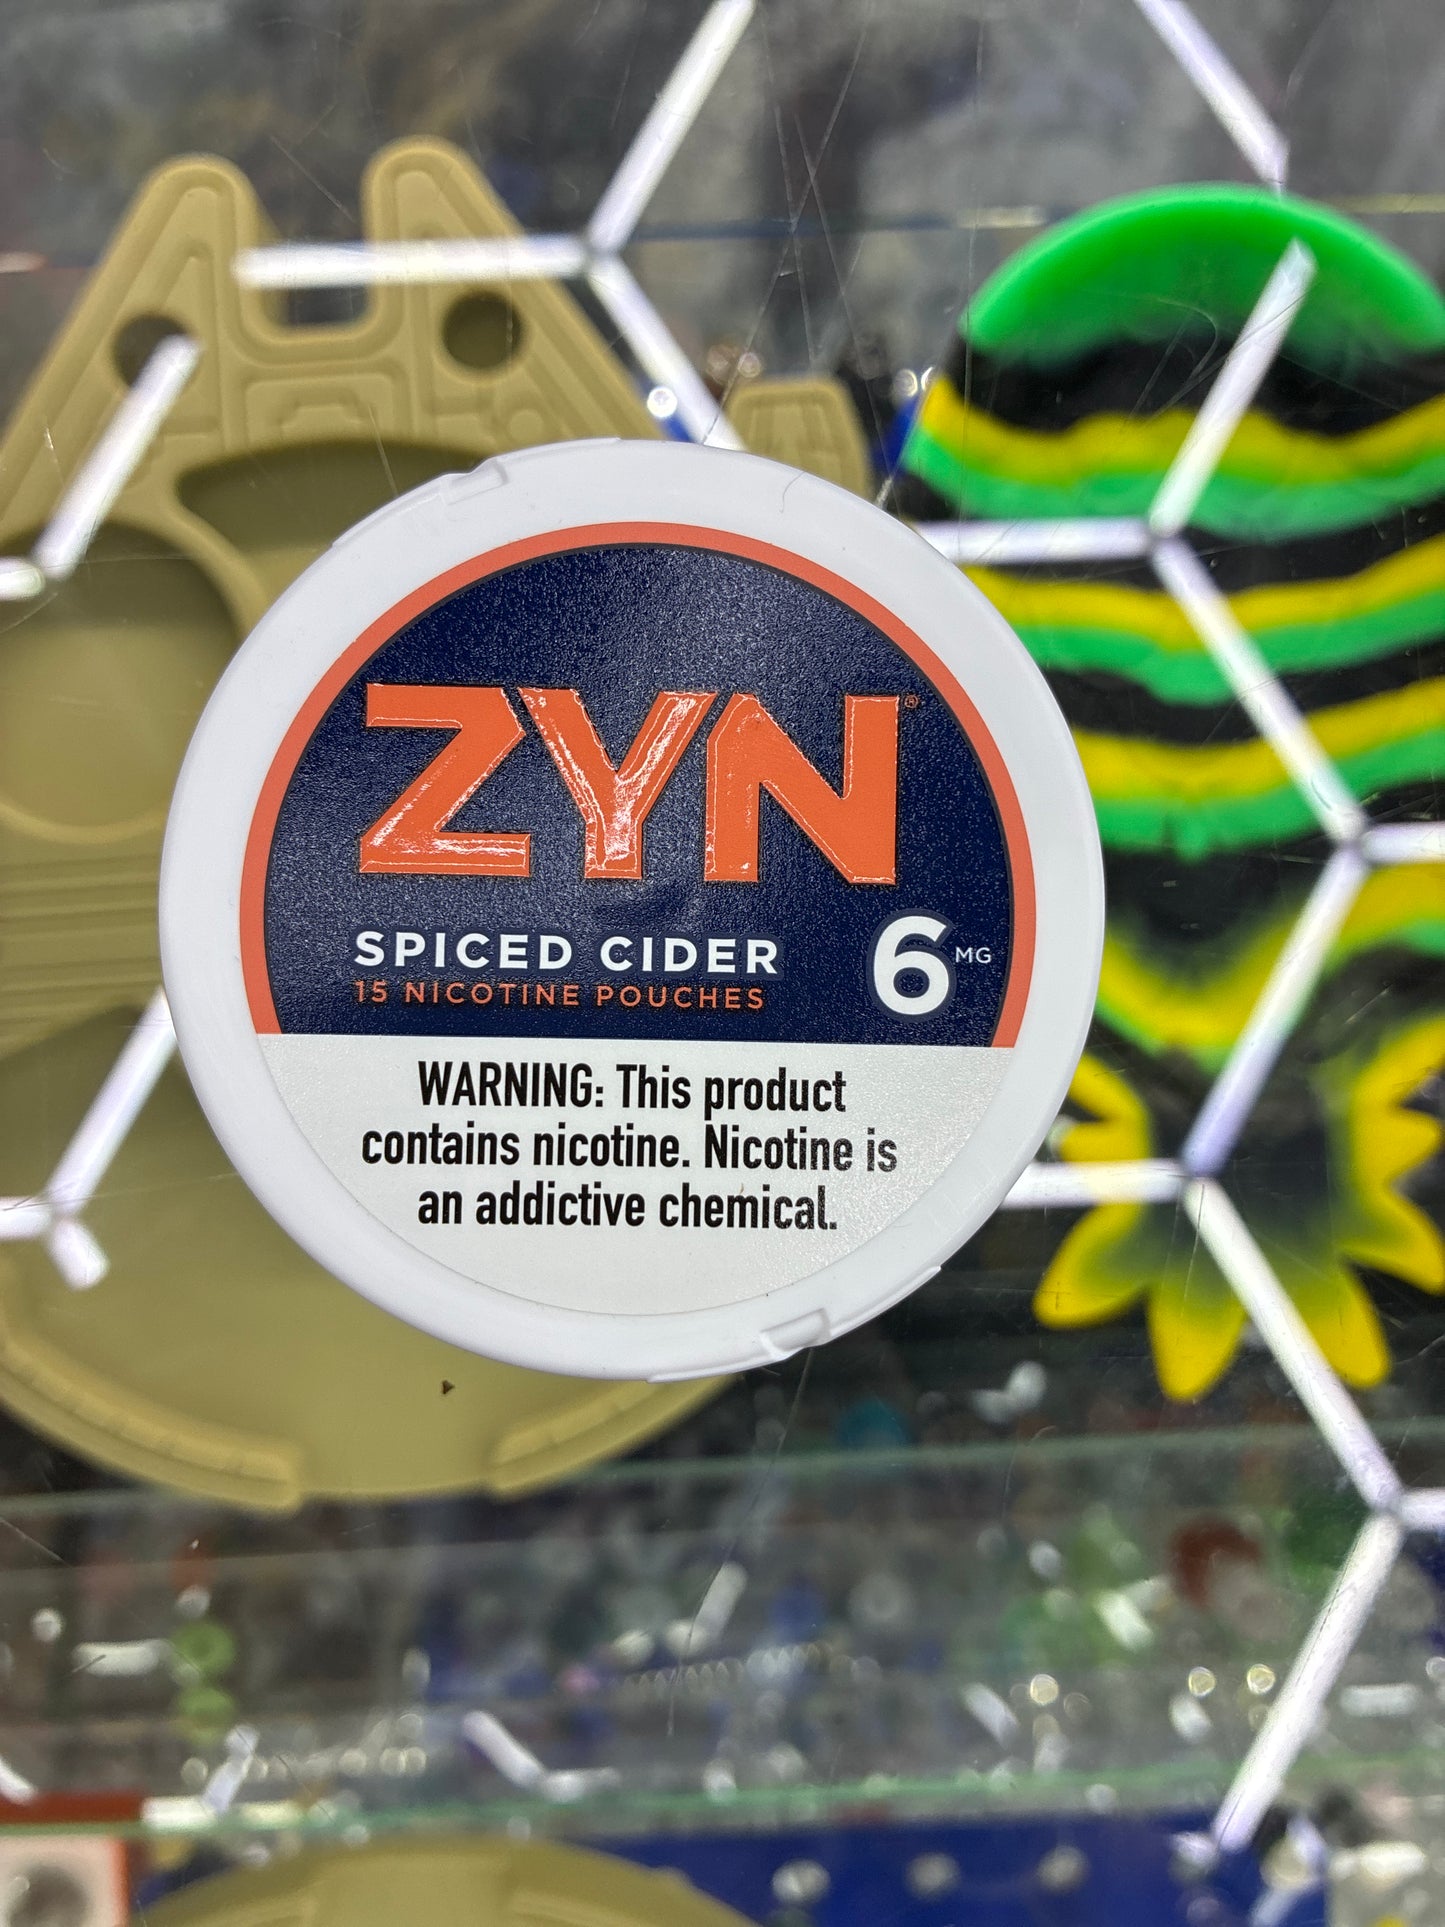 ZYN®
SPICED CIDER
15 NICOTINE POUCHES
6 MG
WARNING: This product
contains nicotine. Nicotine is
an addictive chemical.